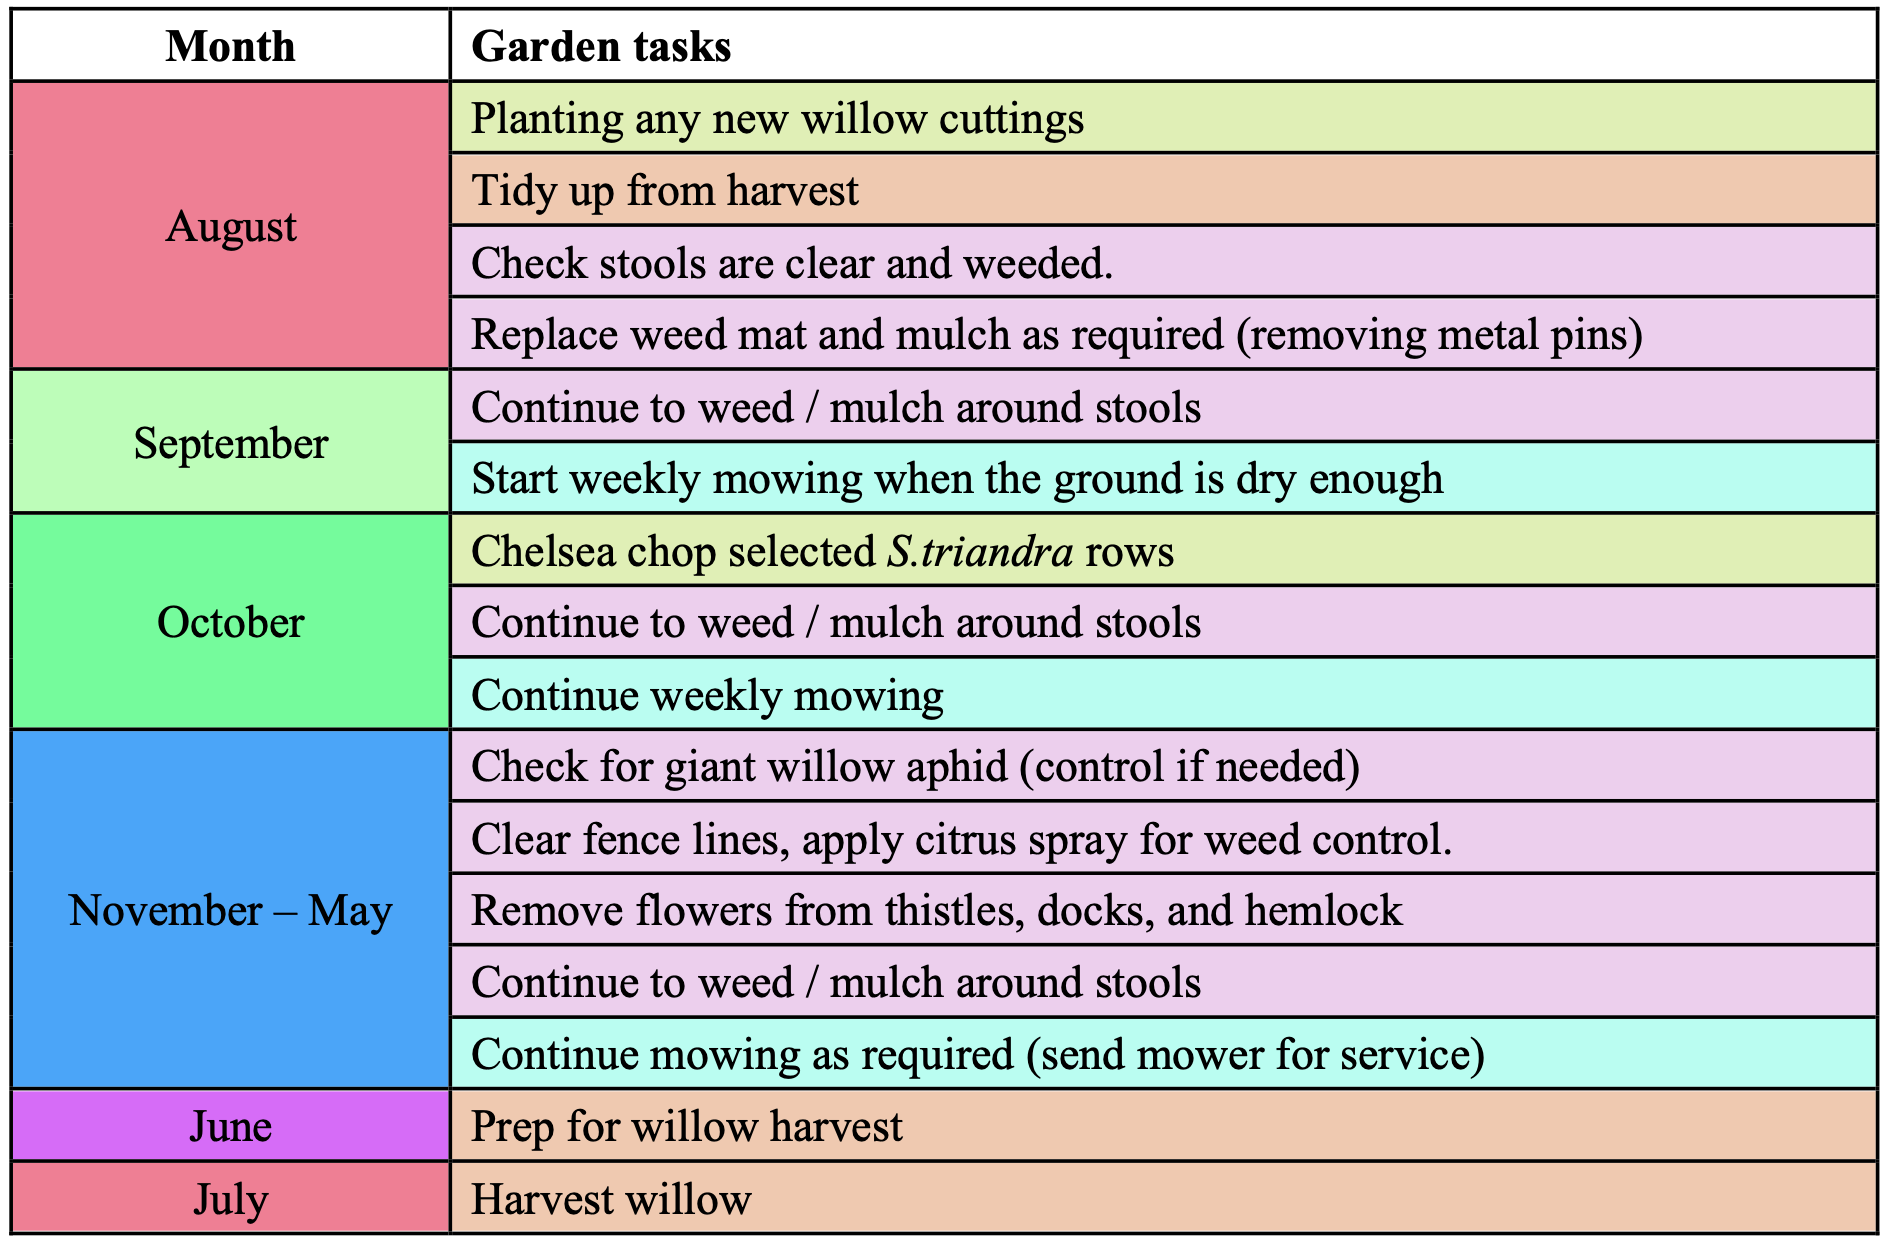 Month
Garden tasks
August
Planting any new willow cuttings
Tidy up from harvest
Check stools are clear and weeded.
Replace weed mat and mulch as required (removing metal pins)
September
Continue to weed / mulch around stools
Start weekly mowing when the ground is dry enough
October
Chelsea chop selected S.triandra rows
Continue to weed / mulch around stools
Continue weekly mowing
November – May
Check for giant willow aphid (control if needed)
Clear fence lines, apply citrus spray for weed control.
Remove flowers from thistles, docks, and hemlock
Continue to weed / mulch around stools
Continue mowing as required (send mower for service)
June
Prep for willow harvest
July
Harvest willow